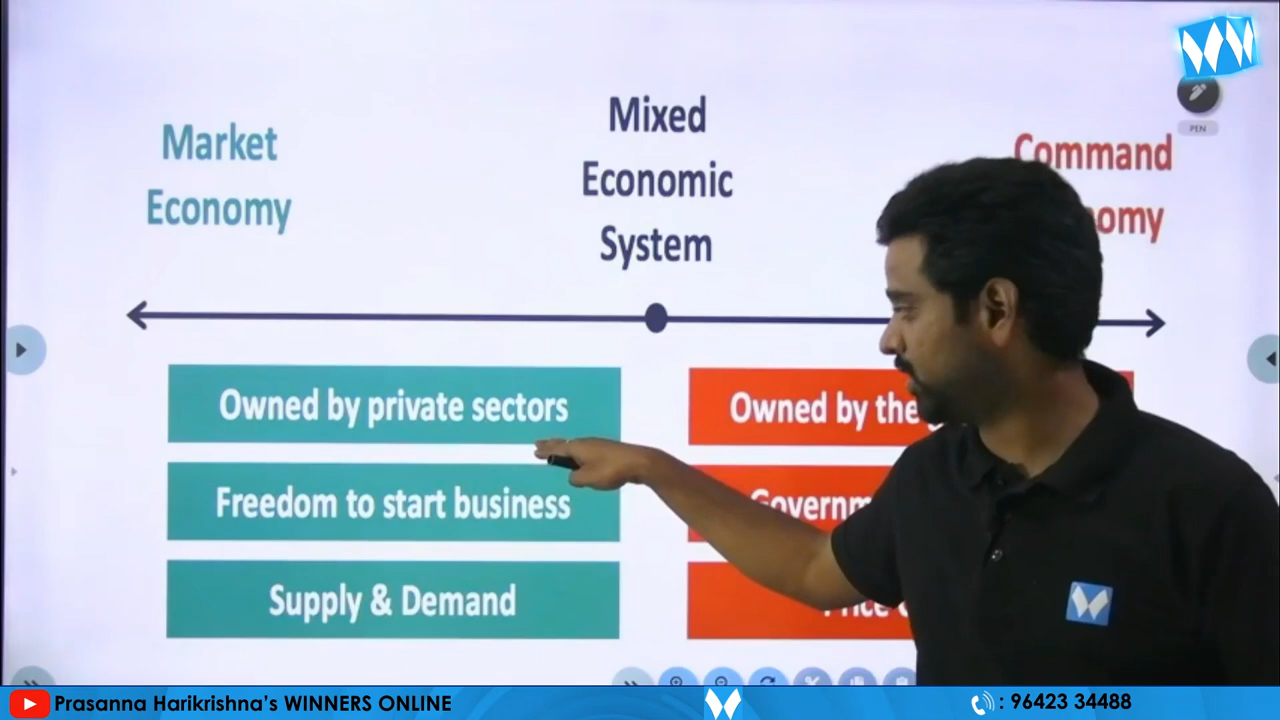 Market
Economy
Mixed
Economic
System
Command
PEN
Owned by private sectors
Owned by the
Freedom to start business
Supply & Demand
Prasanna Harikrishna's WINNERS ONLINE
: 96423 34488